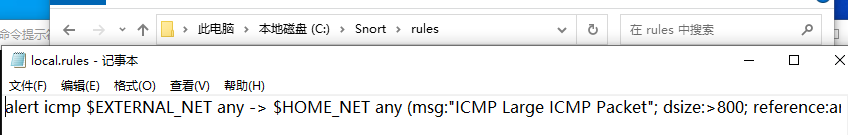 命令提示符
此电脑 > 本地磁盘 (C:) > Snort > rules
在 rules 中搜索
local.rules - 记事本
文件(F) 编辑(E) 格式(O) 查看(V) 帮助(H)
alert icmp $EXTERNAL_NET any -> $HOME_NET any (msg:"ICMP Large ICMP Packet"; dsize:>800; reference:ar